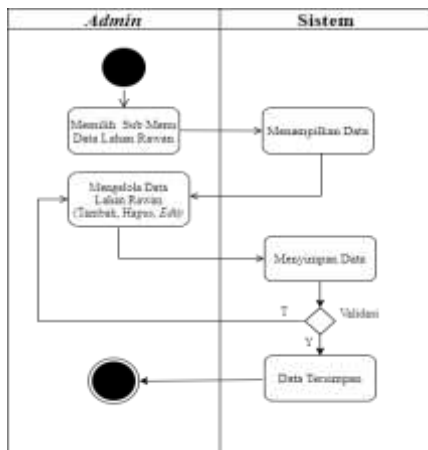 Admin
Sistem
Memilih Sub Menu
Data Lahan Rawan
Menampilkan Data
Mengelola Data
Lahan Rawan
(Tambah, Hapus, Edit)
Menyimpan Data
T
Validasi
Y
Data Tersimpan